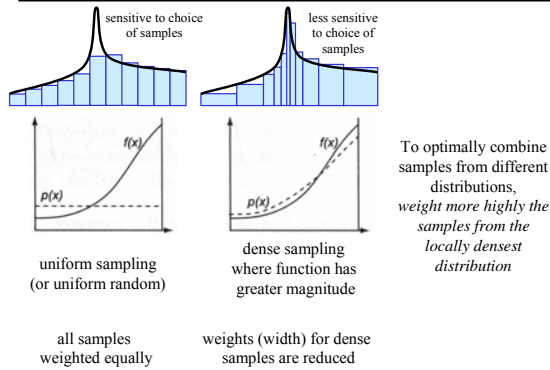 sensitive to choice
of samples
less sensitive
to choice of
samples
f(x)
p(x)
f(x)
p(x)
To optimally combine
samples from different
distributions,
weight more highly the
samples from the
locally densest
distribution
uniform sampling
(or uniform random)
dense sampling
where function has
greater magnitude
all samples
weighted equally
weights (width) for dense
samples are reduced